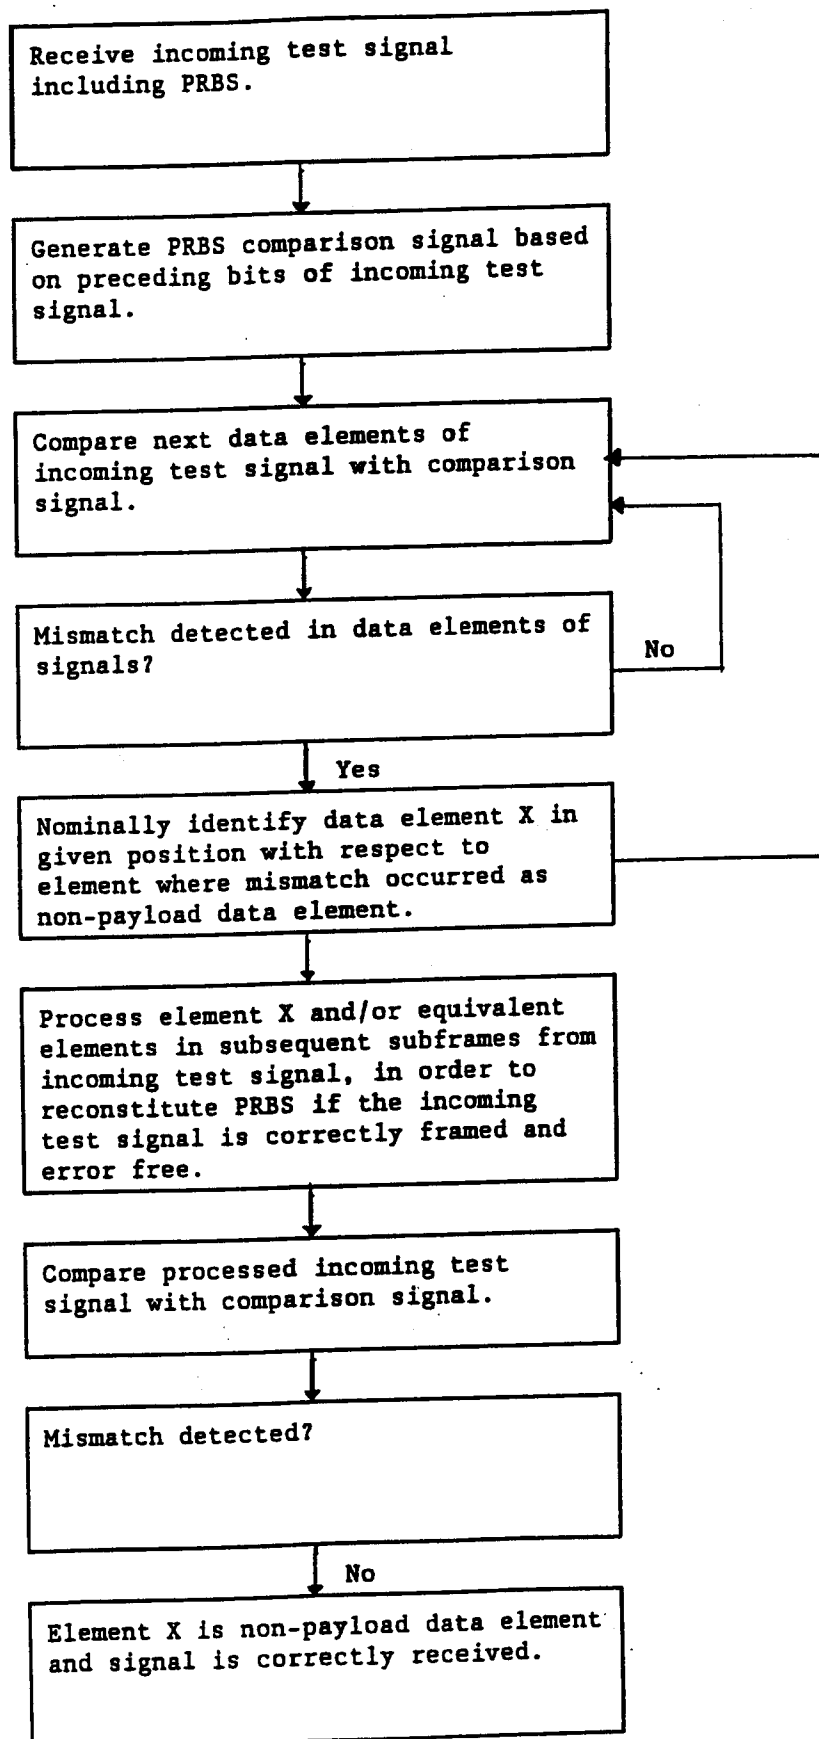 Receive incoming test signal
including PRBS.
Generate PRBS comparison signal based
on preceding bits of incoming test
signal.
Compare next data elements of
incoming test signal with comparison
signal.
Mismatch detected in data elements of
signals?
No
Yes
Nominally identify data element X in
given position with respect to
element where mismatch occurred as
non-payload data element.
Process element X and/or equivalent
elements in subsequent subframes from
incoming test signal, in order to
reconstitute PRBS if the incoming
test signal is correctly framed and
error free.
Compare processed incoming test
signal with comparison signal.
Mismatch detected?
No
Element X is non-payload data element
and signal is correctly received.